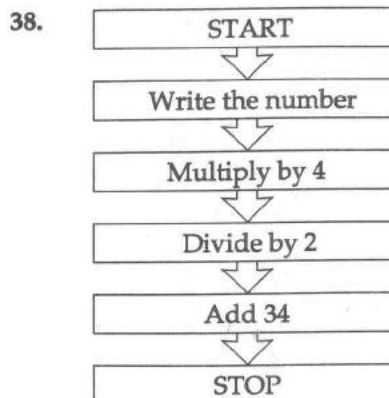 38.
START
Write the number
Multiply by 4
Divide by 2
Add 34
STOP